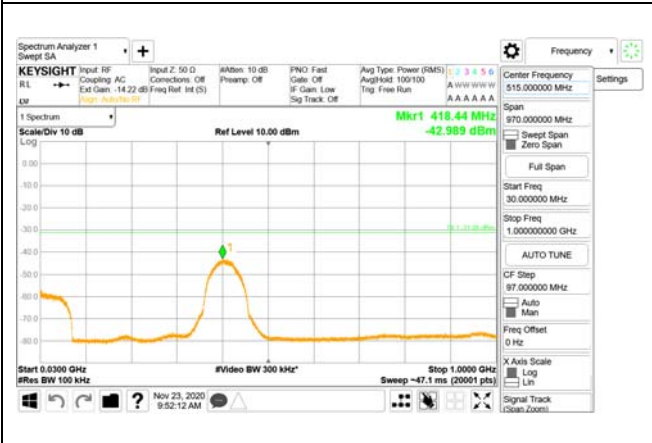 Spectrum Analyzer 1
Swept SA
+
Frequency
KEYSIGHT
RL
Input: RF
Coupling: AC
Ext Gain: -14.22 dB
Align: Auto/No RF
Input Z: 50 Ω
Corrections: Off
Freq Ref: Int (S)
#Atten: 10 dB
Preamp: Off
PNO: Fast
Gate: Off
IF Gain: Low
Sig Track: Off
Avg Type: Power (RMS)
Avg|Hold: 100/100
Trig: Free Run
1 2 3 4 5 6
A W W W W W
A A A A A A
1 Spectrum
Scale/Div 10 dB
Log
Ref Level 10.00 dBm
Mkr1 418.44 MHz
-42.989 dBm
0.00
-10.0
-20.0
-30.0
-40.0
-50.0
-60.0
-70.0
-80.0
1
Start 0.0300 GHz
#Res BW 100 kHz
#Video BW 300 kHz*
Stop 1.0000 GHz
Sweep ~47.1 ms (20001 pts)
?
Nov 23, 2020
9:52:12 AM
Center Frequency
515.000000 MHz
Settings
Span
970.000000 MHz
Swept Span
Zero Span
Full Span
Start Freq
30.000000 MHz
Stop Freq
1.000000000 GHz
AUTO TUNE
CF Step
97.000000 MHz
Auto
Man
Freq Offset
0 Hz
X Axis Scale
Log
Lin
Signal Track
(Span Zoom)